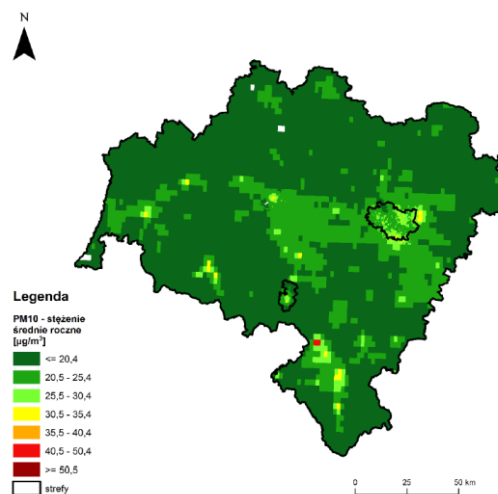 N
Legenda
PM10 - stężenie
średnie roczne
[µg/m³]
<= 20,4
20,5 - 25,4
25,5 - 30,4
30,5 - 35,4
35,5 - 40,4
40,5 - 50,4
>= 50,5
strefy
0 25 50 km